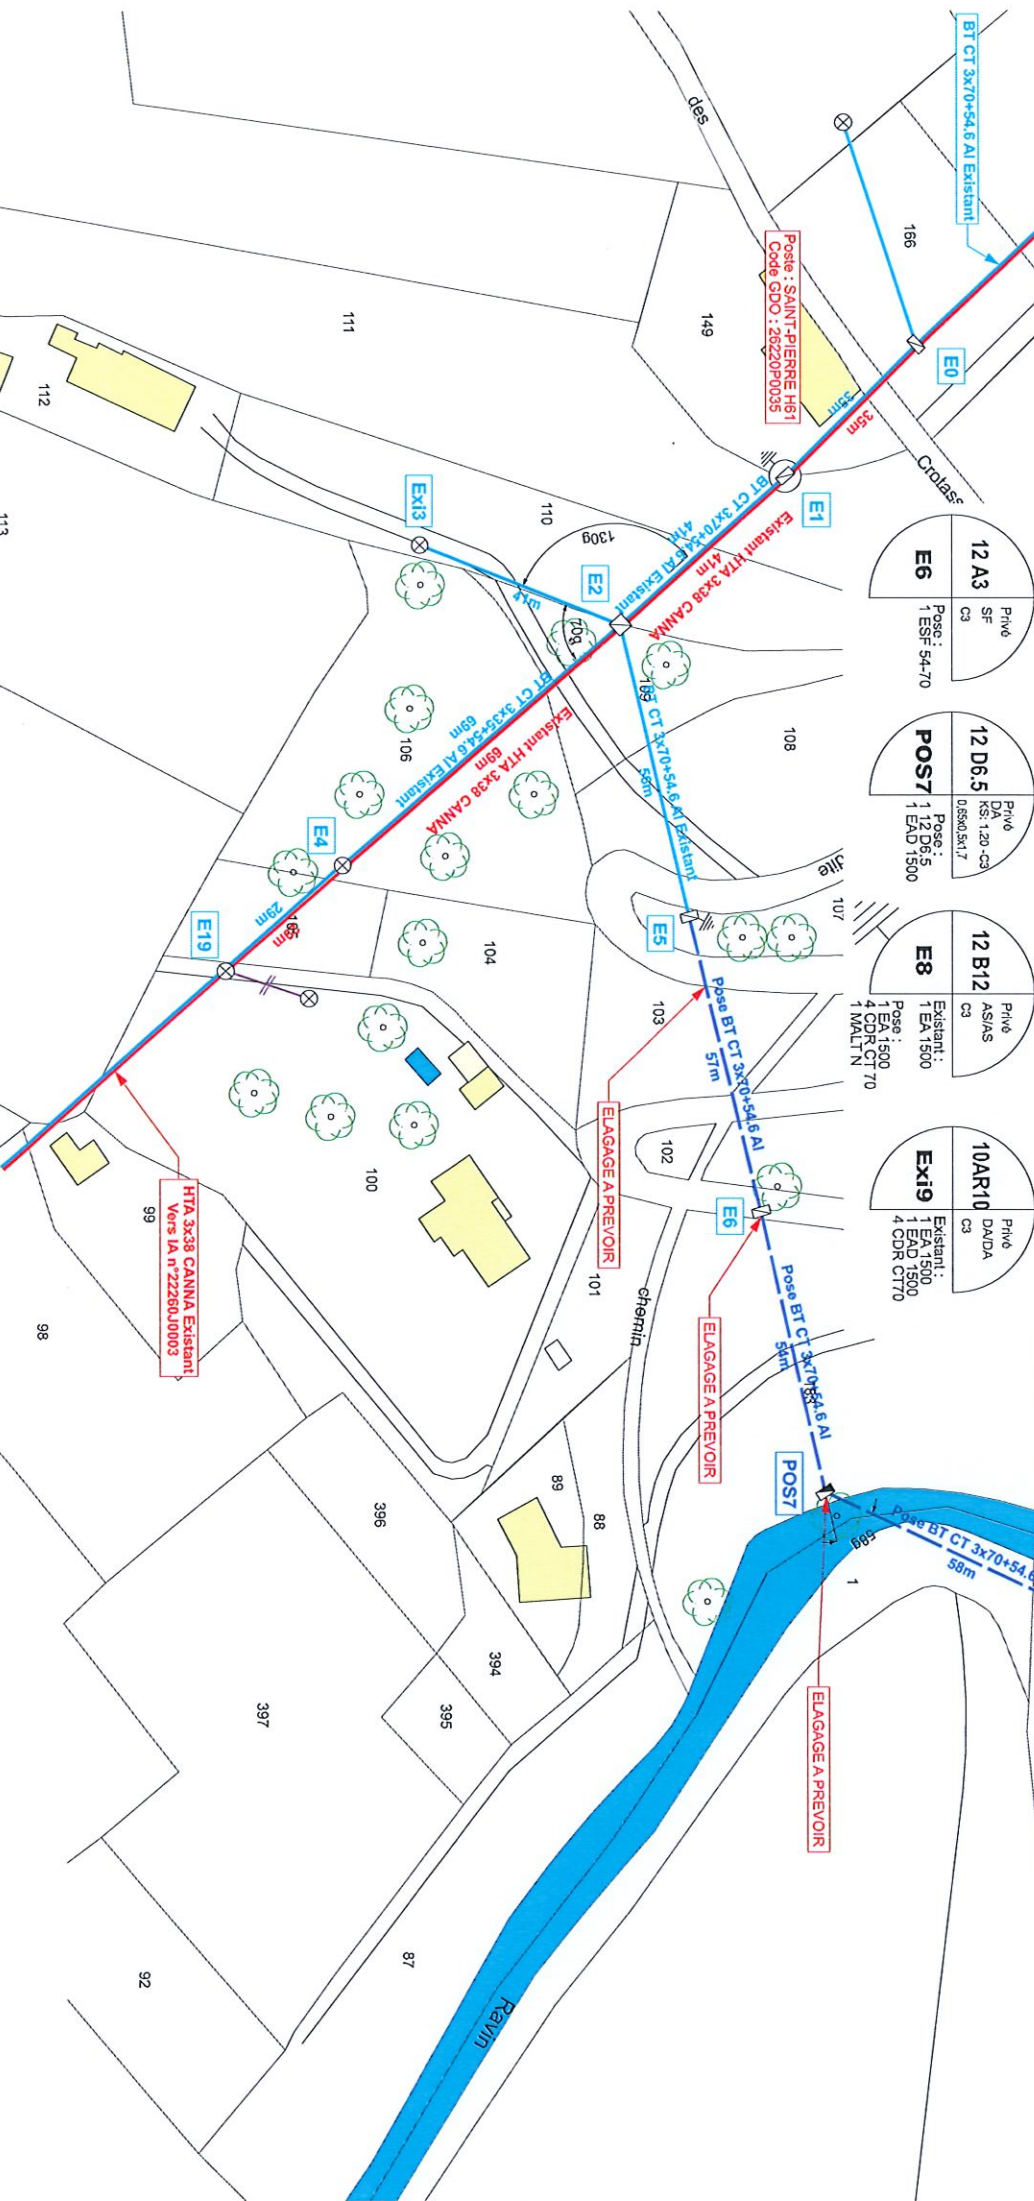 BT CT 3x70+54.6 Al Existant
des
166
E0
Poste : SAINT-PIERRE H61
Code GDO : 26220P0035
149
111
112
113
35m
35m
Crotass
E1
Exi3
110
130g
BT CT 3x70+54.6 Al Existant
41m
Existant HTA 3x38 CANNA
41m
E2
41m
70g
BT CT 3x35+54.6 Al Existant
69m
Existant HTA 3x38 CANNA
69m
BT CT 3x70+54.6 Al Existant
56m
108
106
E4
29m
E19
104
E5
dite
107
103
Pose BT CT 3x70+54.6 Al
57m
ELAGAGE A PREVOIR
102
E6
100
101
chemin
ELAGAGE A PREVOIR
Pose BT CT 3x70+54.6 Al
54m
183
HTA 3x38 CANNA Existant
Vers IA n°22260J0003
99
98
POS7
58g
Pose BT CT 3x70+54.6
58m
1
ELAGAGE A PREVOIR
89
88
396
394
395
397
87
92
Ravin
12 A3
E6
Privé
SF
C3
Pose :
1 ESF 54-70
12 D6.5
POS7
Privé
DA
KS: 1.20 -C3
0,65x0,5x1,7
Pose :
1 12 D6.5
1 EAD 1500
12 B12
E8
Privé
AS/AS
C3
Existant :
1 EA 1500
Pose :
1 EA 1500
4 CDR CT 70
1 MALT N
10AR10
Exi9
Privé
DA/DA
C3
Existant :
1 EA 1500
1 EAD 1500
4 CDR CT70